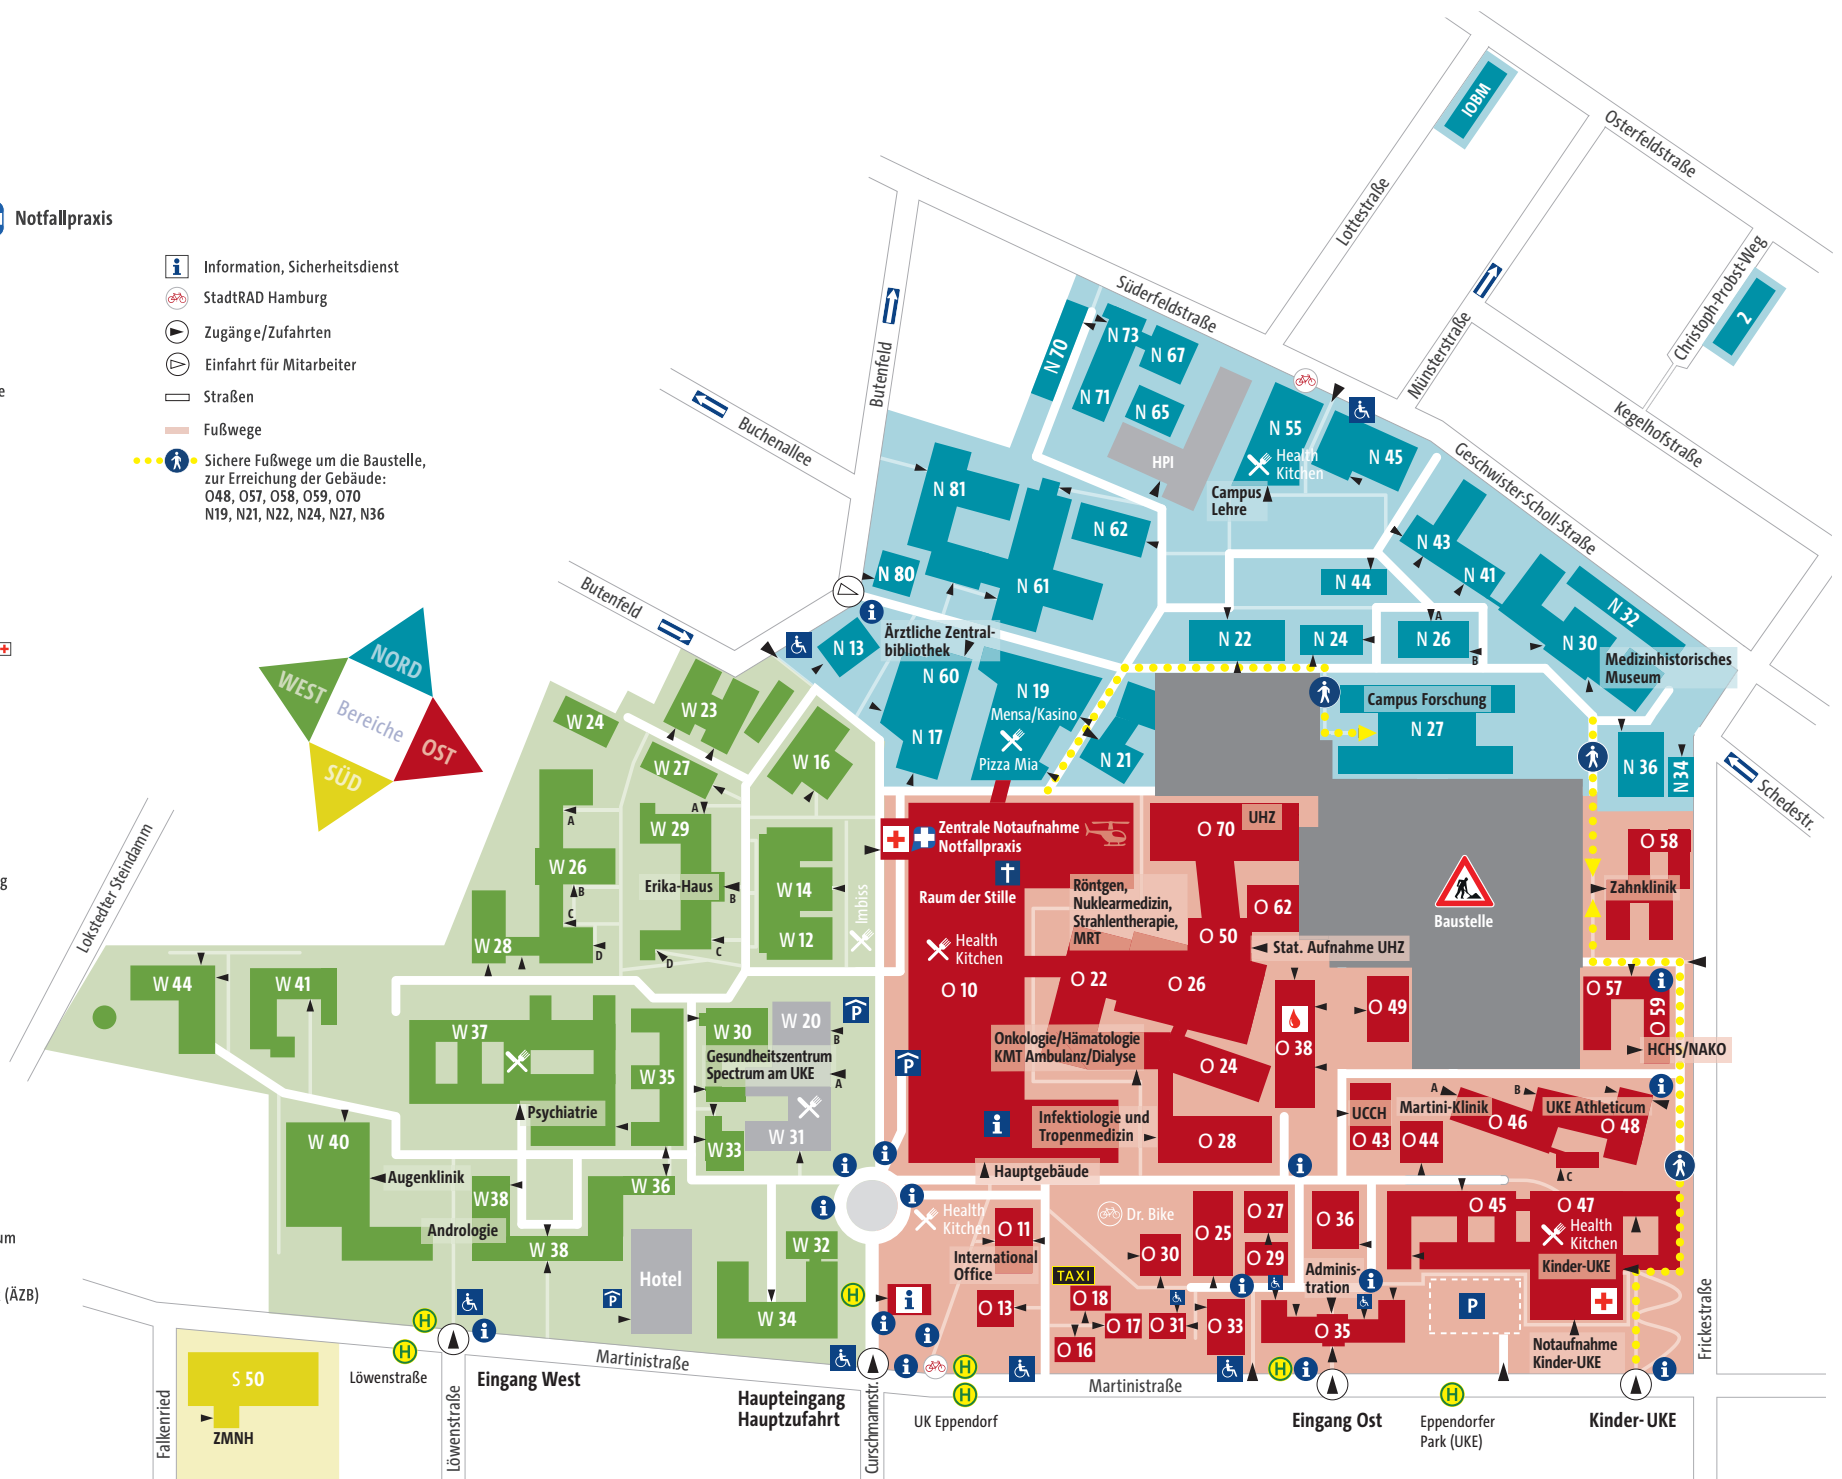 Notfallpraxis
Information, Sicherheitsdienst
StadtRAD Hamburg
Zugänge/Zufahrten
Einfahrt für Mitarbeiter
Straßen
Fußwege
Sichere Fußwege um die Baustelle,
zur Erreichung der Gebäude:
O48, O57, O58, O59, O70
N19, N21, N22, N24, N27, N36
e
g
um
(ÄZB)
NORD
WEST
Bereiche
OST
SÜD
IOBM
Osterfeldstraße
Lottestraße
Christoph-Probst-Weg
2
Münsterstraße
Kegelhofstraße
Süderfeldstraße
Geschwister-Scholl-Straße
Butenfeld
Buchenallee
Butenfeld
Schedestr.
Lokstedter Steindamm
N 73
N 67
N 70
N 71
N 65
HPI
N 55
Health
Kitchen
N 45
Campus
Lehre
N 81
N 62
N 43
N 41
N 80
N 61
N 44
N 32
N 13
Ärztliche Zentral-
bibliothek
N 22
N 24
A
N 26
B
N 30
Medizinhistorisches
Museum
N 60
N 19
Mensa/Kasino
Campus Forschung
N 27
N 17
Pizza Mia
N 21
N 36
N 34
W 23
W 24
W 27
W 16
A
A
W 29
W 26
B
C
D
Erika-Haus
B
C
D
W 14
W 12
Imbiss
W 28
W 44
W 41
W 37
W 30
W 20
B
Gesundheitszentrum
Spectrum am UKE
A
W 35
Psychiatrie
W 31
W 33
W 40
Augenklinik
W38
W 36
Andrologie
W 38
Hotel
W 32
W 34
Zentrale Notaufnahme
Notfallpraxis
Raum der Stille
Health
Kitchen
O 10
O 70
UHZ
Röntgen,
Nuklearmedizin,
Strahlentherapie,
MRT
O 62
O 50
Stat. Aufnahme UHZ
O 22
O 26
Onkologie/Hämatologie
KMT Ambulanz/Dialyse
O 24
O 38
O 49
Baustelle
O 58
Zahnklinik
O 57
O 59
HCHS/NAKO
Infektiologie und
Tropenmedizin
O 28
UCCH
O 43
Martini-Klinik
A
B
UKE Athleticum
O 46
O 48
O 44
C
Hauptgebäude
Health
Kitchen
O 11
International
Office
Dr. Bike
O 25
O 27
O 36
O 45
O 47
Health
Kitchen
O 30
O 29
Adminis-
tration
Kinder-UKE
TAXI
O 18
O 13
O 17
O 31
O 33
O 35
O 16
P
P
P
P
Notaufnahme
Kinder-UKE
Frickestraße
Martinistraße
Martinistraße
H
H
H
H
H
H
H
S 50
ZMNH
Falkenried
Löwenstraße
Löwenstraße
Eingang West
Haupteingang
Hauptzufahrt
Curschmannstr.
UK Eppendorf
Eingang Ost
Eppendorfer
Park (UKE)
Kinder-UKE